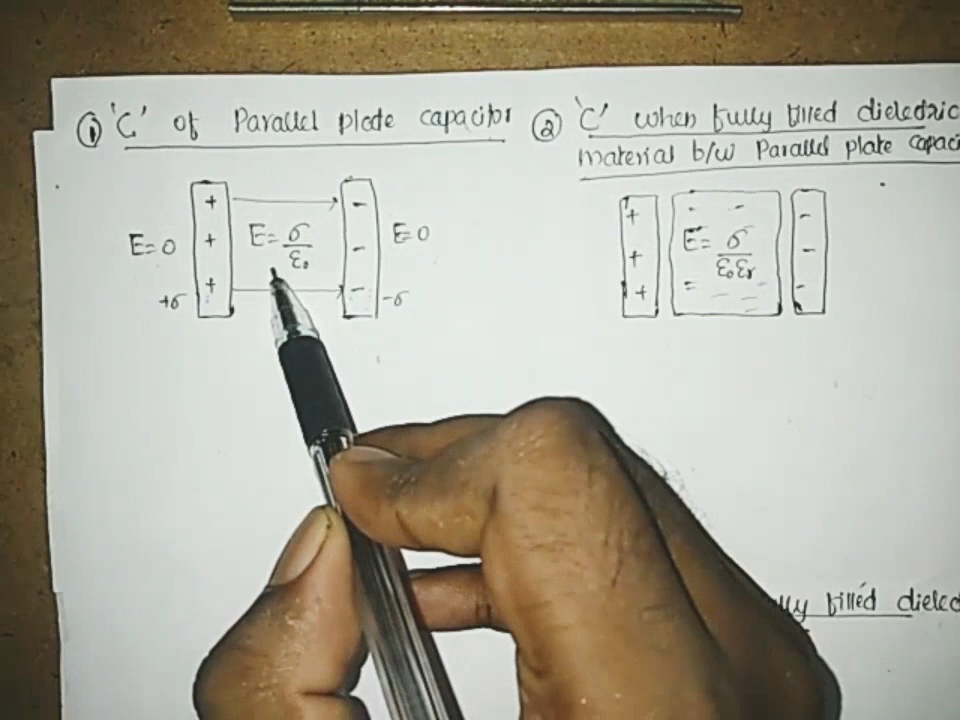 ① 'C' of Parallel plate capacitor
E=0
+ + +
+σ
E= σ/ε₀
- - -
E=0
-σ
② 'C' when fully filled dielectric
material b/w Parallel plate capaci
+ + +
E= σ/ε₀εr
- - -
filled dielec